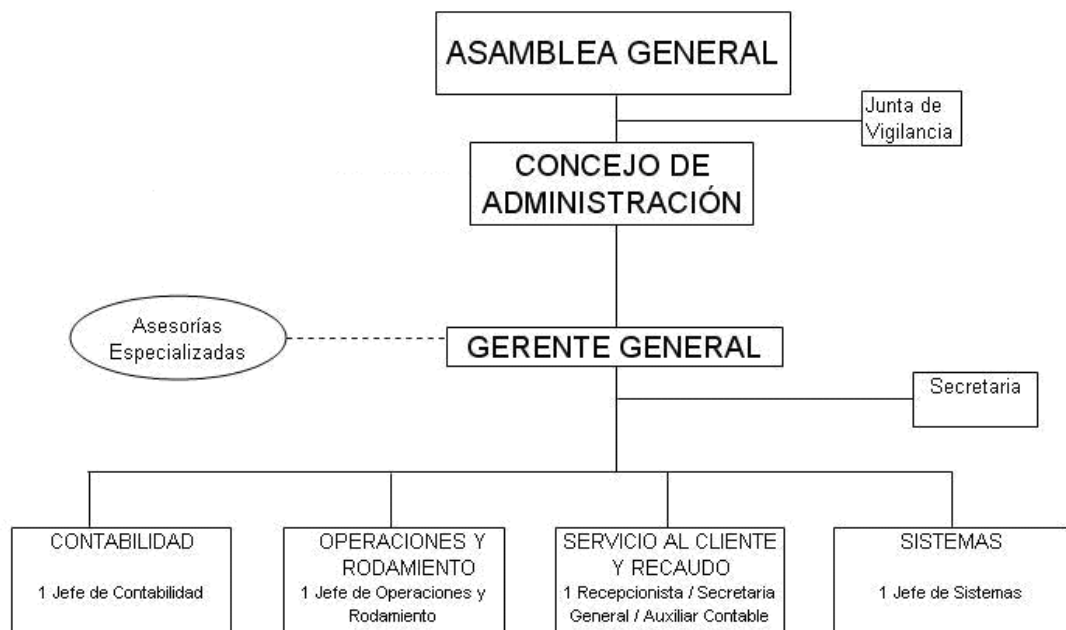 ASAMBLEA GENERAL
Junta de
Vigilancia
CONCEJO DE
ADMINISTRACIÓN
Asesorías
Especializadas
GERENTE GENERAL
Secretaria
CONTABILIDAD
1 Jefe de Contabilidad
OPERACIONES Y
RODAMIENTO
1 Jefe de Operaciones y
Rodamiento
SERVICIO AL CLIENTE
Y RECAUDO
1 Recepcionista / Secretaria
General / Auxiliar Contable
SISTEMAS
1 Jefe de Sistemas